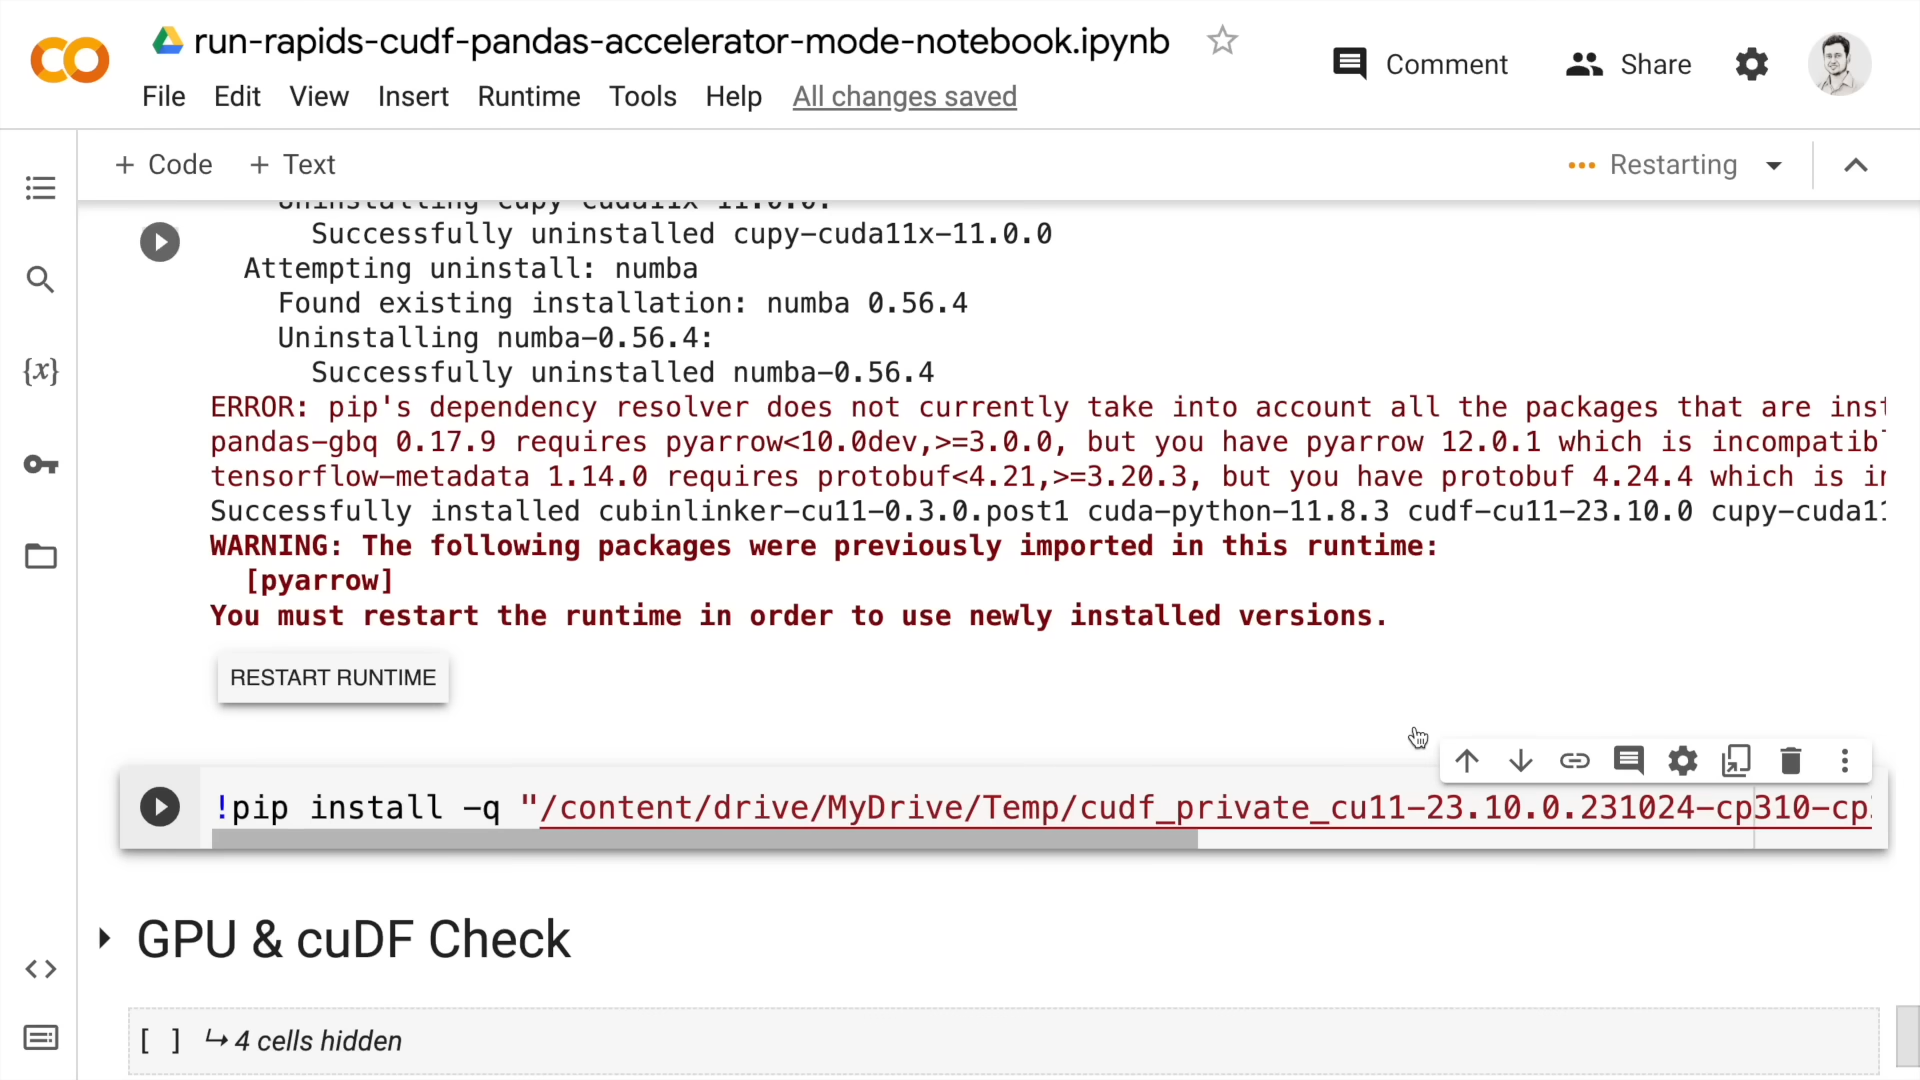 run-rapids-cudf-pandas-accelerator-mode-notebook.ipynb
Comment
Share
File Edit View Insert Runtime Tools Help All changes saved
+ Code + Text
Restarting
Uninstalling cupy-cuda11x-11.0.0:
Successfully uninstalled cupy-cuda11x-11.0.0
Attempting uninstall: numba
Found existing installation: numba 0.56.4
Uninstalling numba-0.56.4:
Successfully uninstalled numba-0.56.4
ERROR: pip's dependency resolver does not currently take into account all the packages that are inst
pandas-gbq 0.17.9 requires pyarrow<10.0dev,>=3.0.0, but you have pyarrow 12.0.1 which is incompatibl
tensorflow-metadata 1.14.0 requires protobuf<4.21,>=3.20.3, but you have protobuf 4.24.4 which is in
Successfully installed cubinlinker-cu11-0.3.0.post1 cuda-python-11.8.3 cudf-cu11-23.10.0 cupy-cuda11
WARNING: The following packages were previously imported in this runtime:
[pyarrow]
You must restart the runtime in order to use newly installed versions.
RESTART RUNTIME
{x}
!pip install -q "/content/drive/MyDrive/Temp/cudf_private_cu11-23.10.0.231024-cp310-cp
GPU & cuDF Check
[ ] ↳ 4 cells hidden